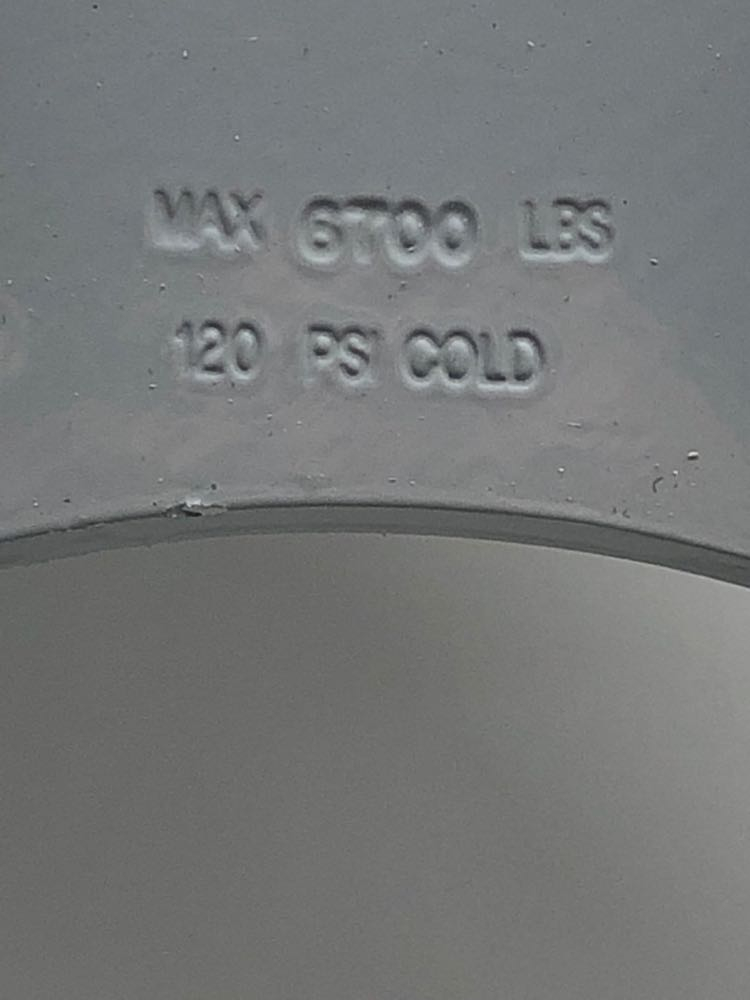 MAX 6700 LBS
120 PSI COLD